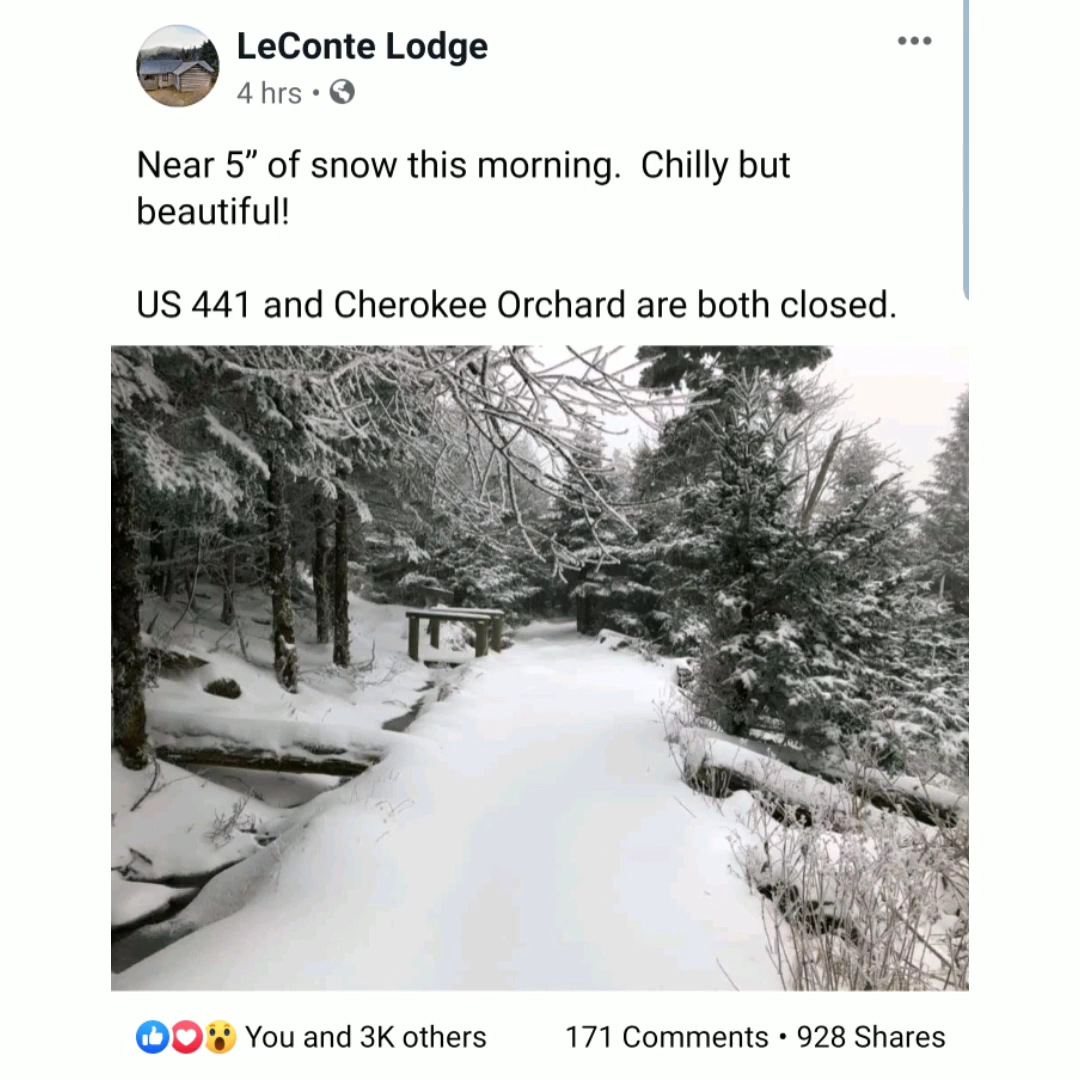 LeConte Lodge
4 hrs •
Near 5” of snow this morning. Chilly but
beautiful!
US 441 and Cherokee Orchard are both closed.
You and 3K others 171 Comments • 928 Shares